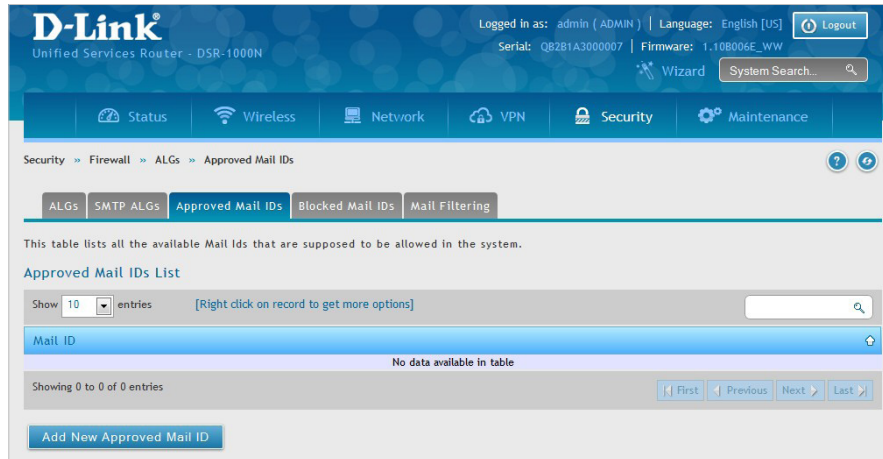 D-Link
Unified Services Router - DSR-1000N
Logged in as: admin ( ADMIN ) | Language: English [US]
Logout
Serial: QB2B1A3000007 | Firmware: 1.10B006E_WW
Wizard
System Search...
Status
Wireless
Network
VPN
Security
Maintenance
Security » Firewall » ALGs » Approved Mail IDs
ALGs
SMTP ALGs
Approved Mail IDs
Blocked Mail IDs
Mail Filtering
This table lists all the available Mail Ids that are supposed to be allowed in the system.
Approved Mail IDs List
Show 10 entries
[Right click on record to get more options]
Mail ID
No data available in table
Showing 0 to 0 of 0 entries
First
Previous
Next
Last
Add New Approved Mail ID